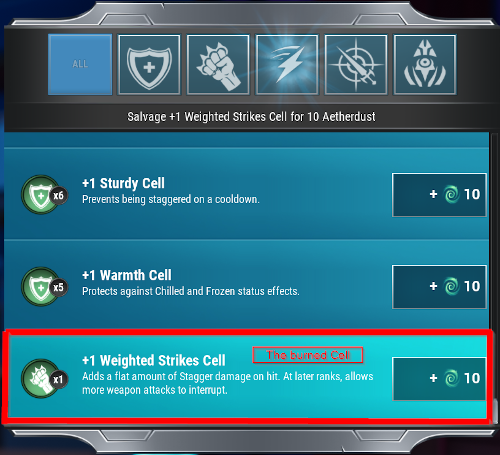 ALL
Salvage +1 Weighted Strikes Cell for 10 Aetherdust
+1 Sturdy Cell
Prevents being staggered on a cooldown.
x6
+ 10
+1 Warmth Cell
Protects against Chilled and Frozen status effects.
x5
+ 10
+1 Weighted Strikes Cell
The burned Cell
Adds a flat amount of Stagger damage on hit. At later ranks, allows
more weapon attacks to interrupt.
x1
+ 10